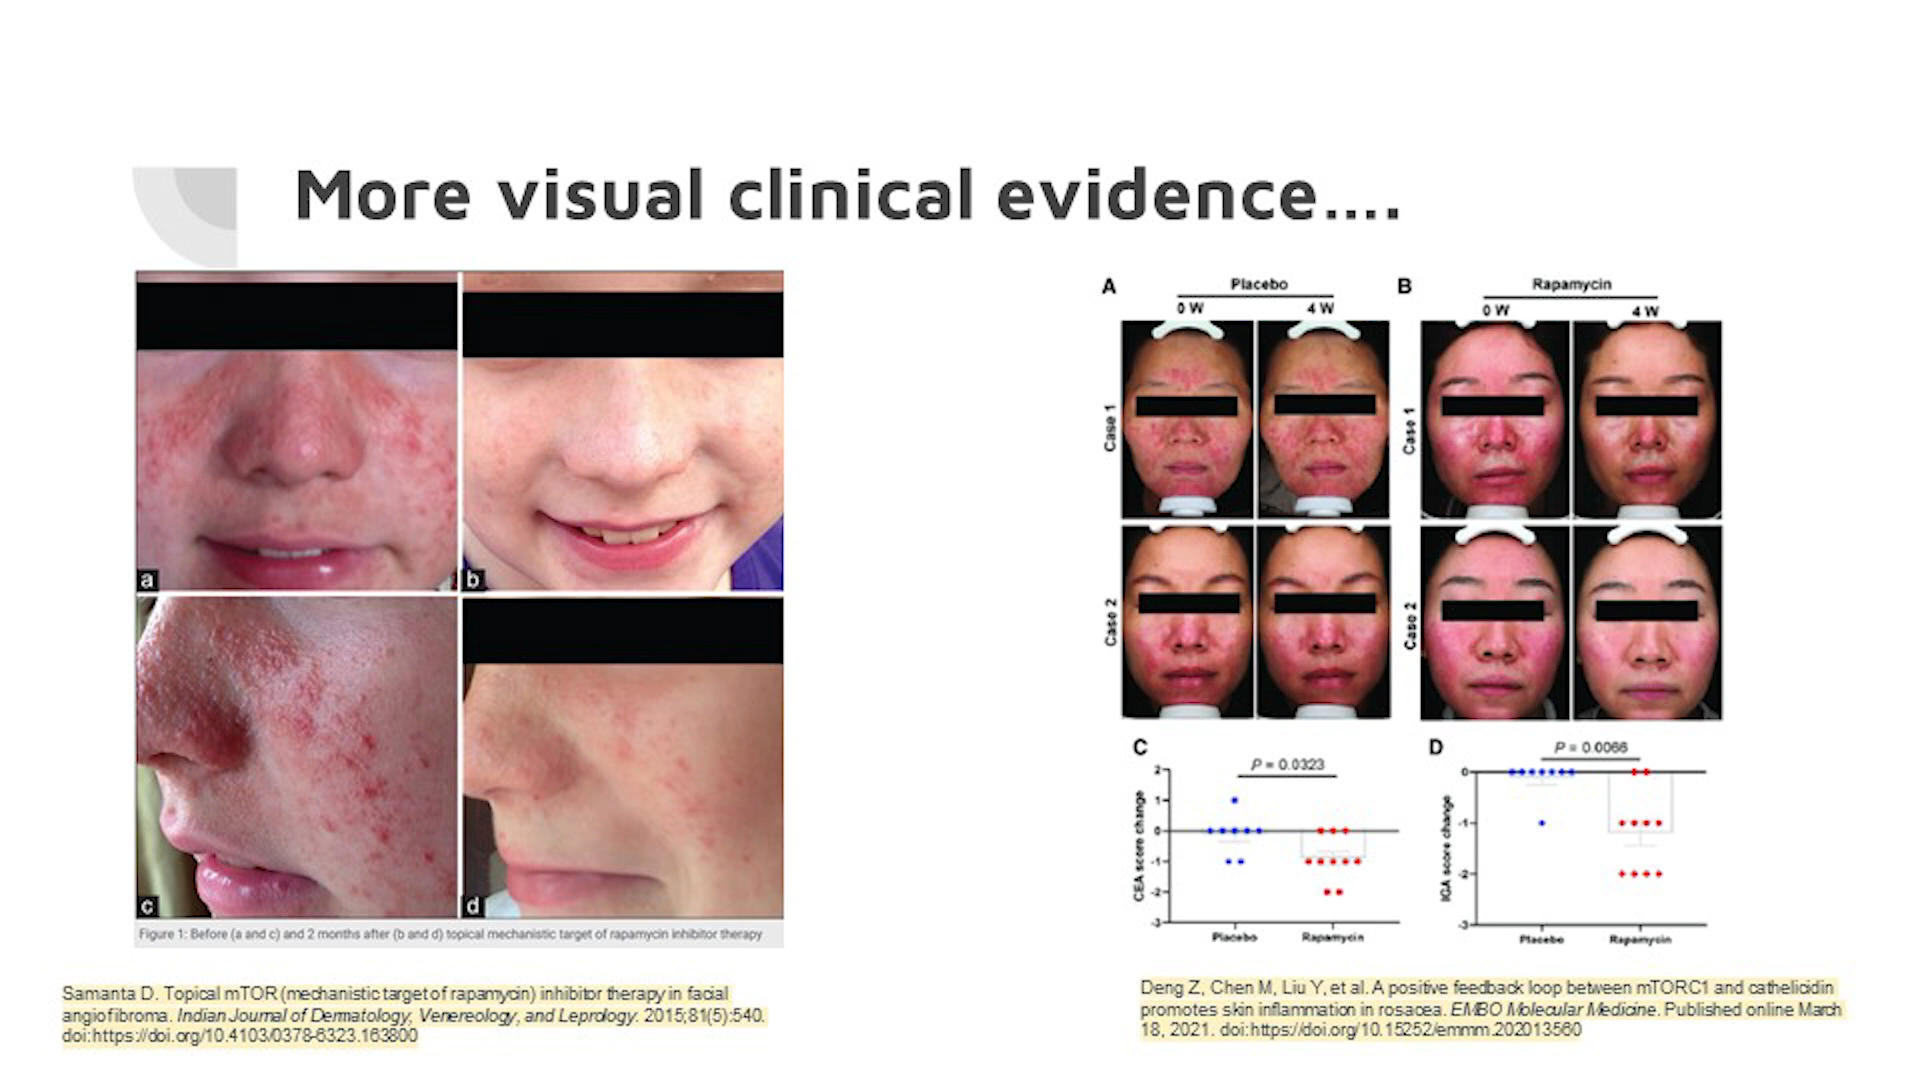 More visual clinical evidence....
a
b
c
d
Figure 1: Before (a and c) and 2 months after (b and d) topical mechanistic target of rapamycin inhibitor therapy
Samanta D. Topical mTOR (mechanistic target of rapamycin) inhibitor therapy in facial
angiofibroma. Indian Journal of Dermatology, Venereology, and Leprology. 2015;81(5):540.
doi:https://doi.org/10.4103/0378-6323.163800
A
Placebo
0 W
4 W
Case 1
Case 2
B
Rapamycin
0 W
4 W
Case 1
Case 2
C
P = 0.0323
CEA score change
2
1
0
-1
-2
-3
Placebo
Rapamycin
D
P = 0.0066
IGA score change
0
-1
-2
-3
Placebo
Rapamycin
Deng Z, Chen M, Liu Y, et al. A positive feedback loop between mTORC1 and cathelicidin
promotes skin inflammation in rosacea. EMBO Molecular Medicine. Published online March
18, 2021. doi:https://doi.org/10.15252/emmm.202013560